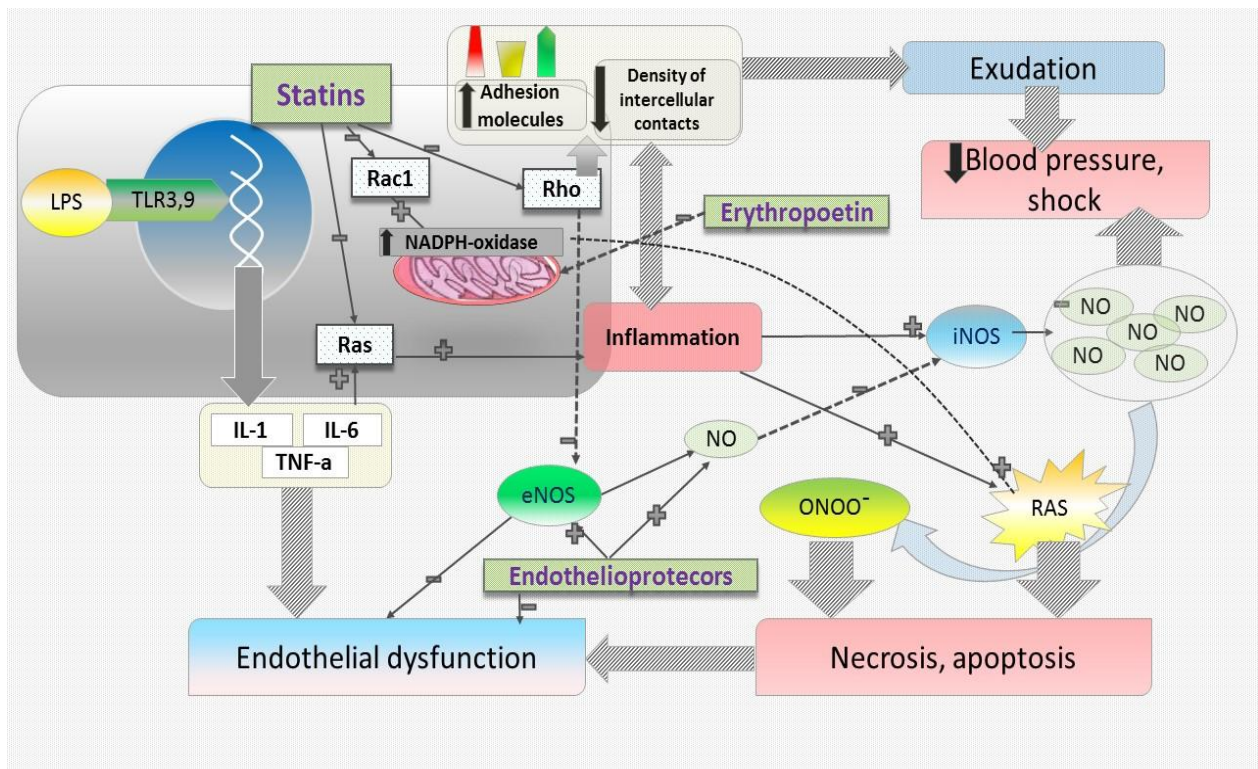 Statins
Adhesion
molecules
Density of
intercellular
contacts
Exudation
Blood pressure,
shock
LPS
TLR3,9
Rac1
Rho
Erythropoetin
NADPH-oxidase
Ras
Inflammation
iNOS
NO
NO
NO
NO
NO
IL-1
IL-6
TNF-a
NO
eNOS
ONOO⁻
RAS
Endothelioprotecors
Endothelial dysfunction
Necrosis, apoptosis